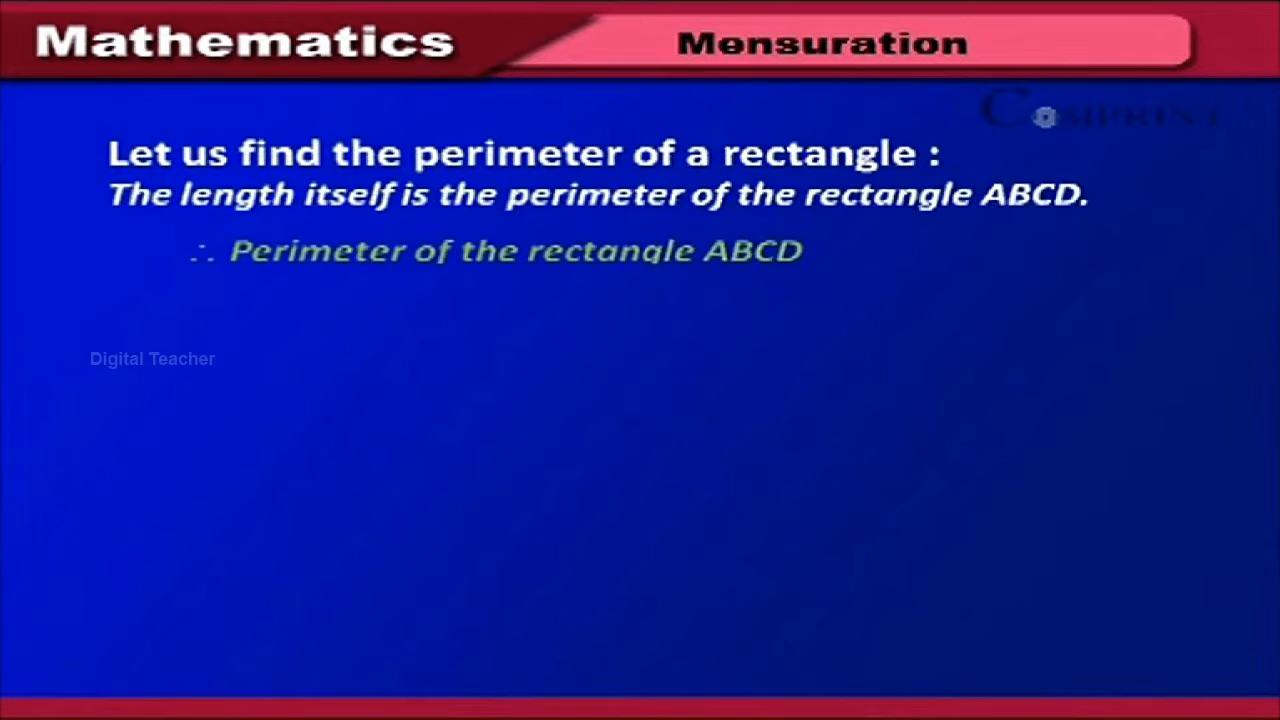 Mathematics
Mensuration
COMPRINT
Let us find the perimeter of a rectangle :
The length itself is the perimeter of the rectangle ABCD.
∴ Perimeter of the rectangle ABCD
Digital Teacher